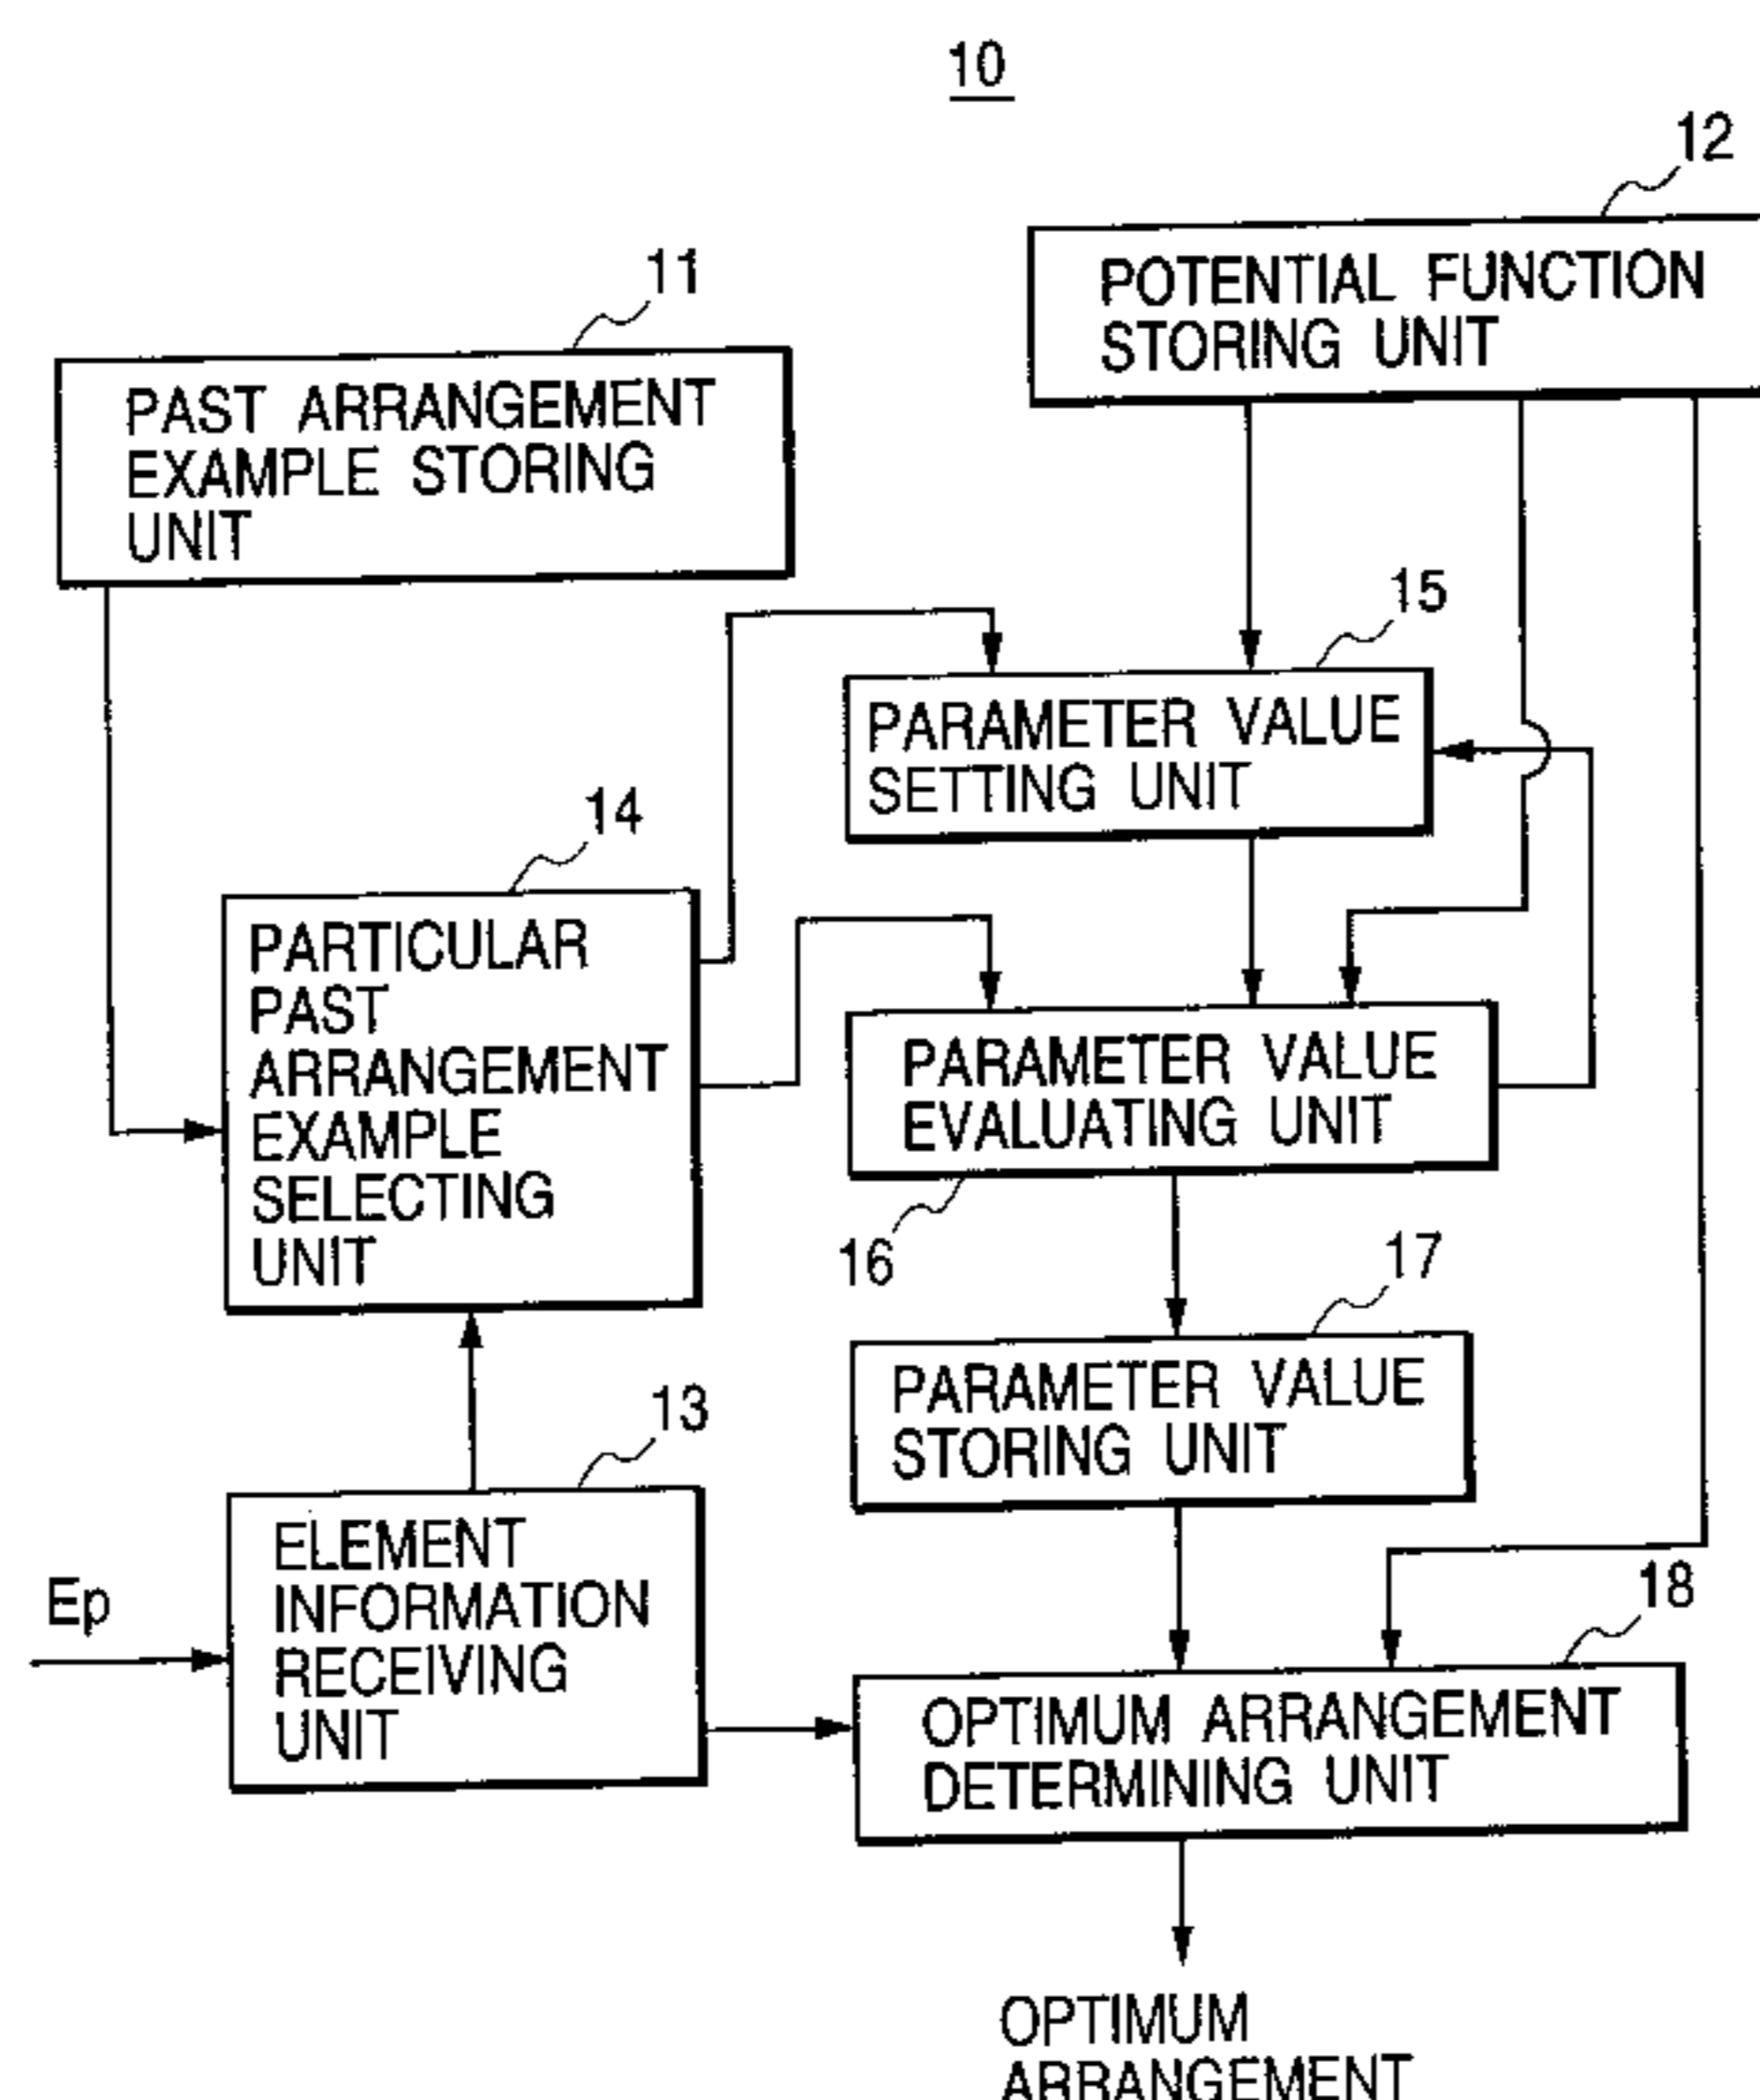 10
12
POTENTIAL FUNCTION
STORING UNIT
11
PAST ARRANGEMENT
EXAMPLE STORING
UNIT
15
PARAMETER VALUE
SETTING UNIT
14
PARTICULAR
PAST
ARRANGEMENT
EXAMPLE
SELECTING
UNIT
PARAMETER VALUE
EVALUATING UNIT
16
17
PARAMETER VALUE
STORING UNIT
13
ELEMENT
INFORMATION
RECEIVING
UNIT
Ep
18
OPTIMUM ARRANGEMENT
DETERMINING UNIT
OPTIMUM
ARRANGEMENT